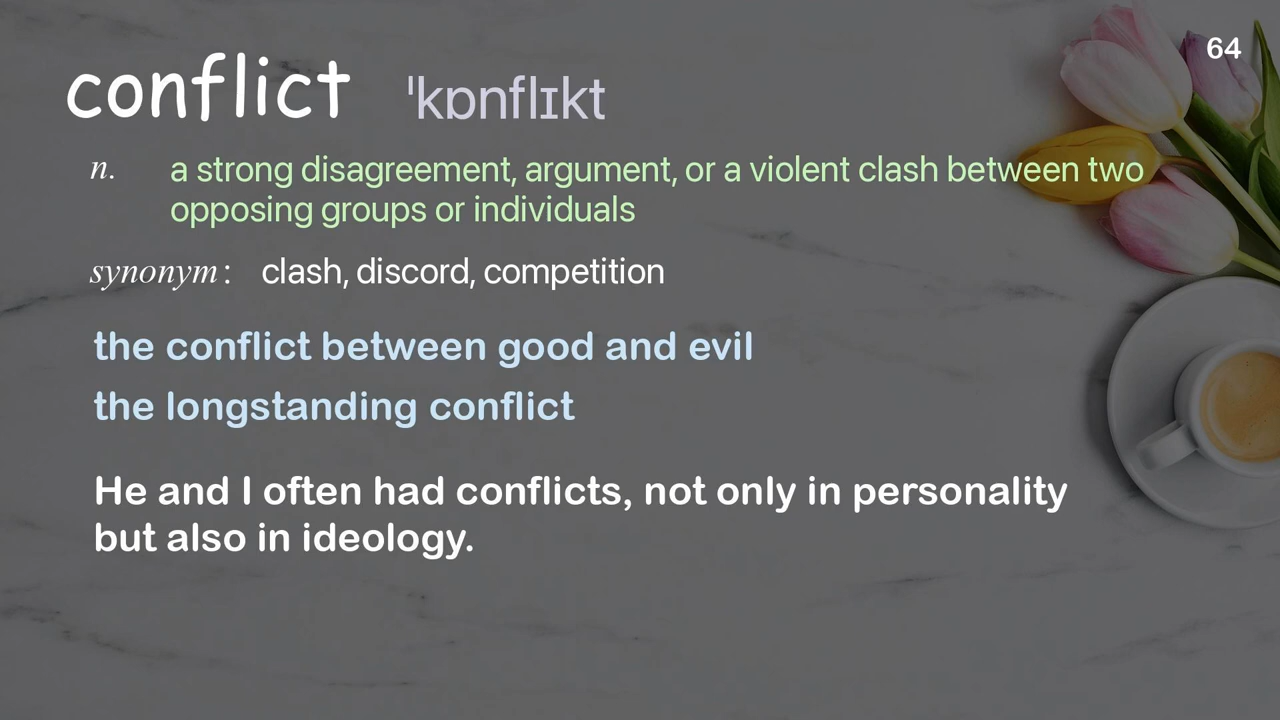 64
conflict ˈkɒnflɪkt
n. a strong disagreement, argument, or a violent clash between two
opposing groups or individuals
synonym: clash, discord, competition
the conflict between good and evil
the longstanding conflict
He and I often had conflicts, not only in personality
but also in ideology.